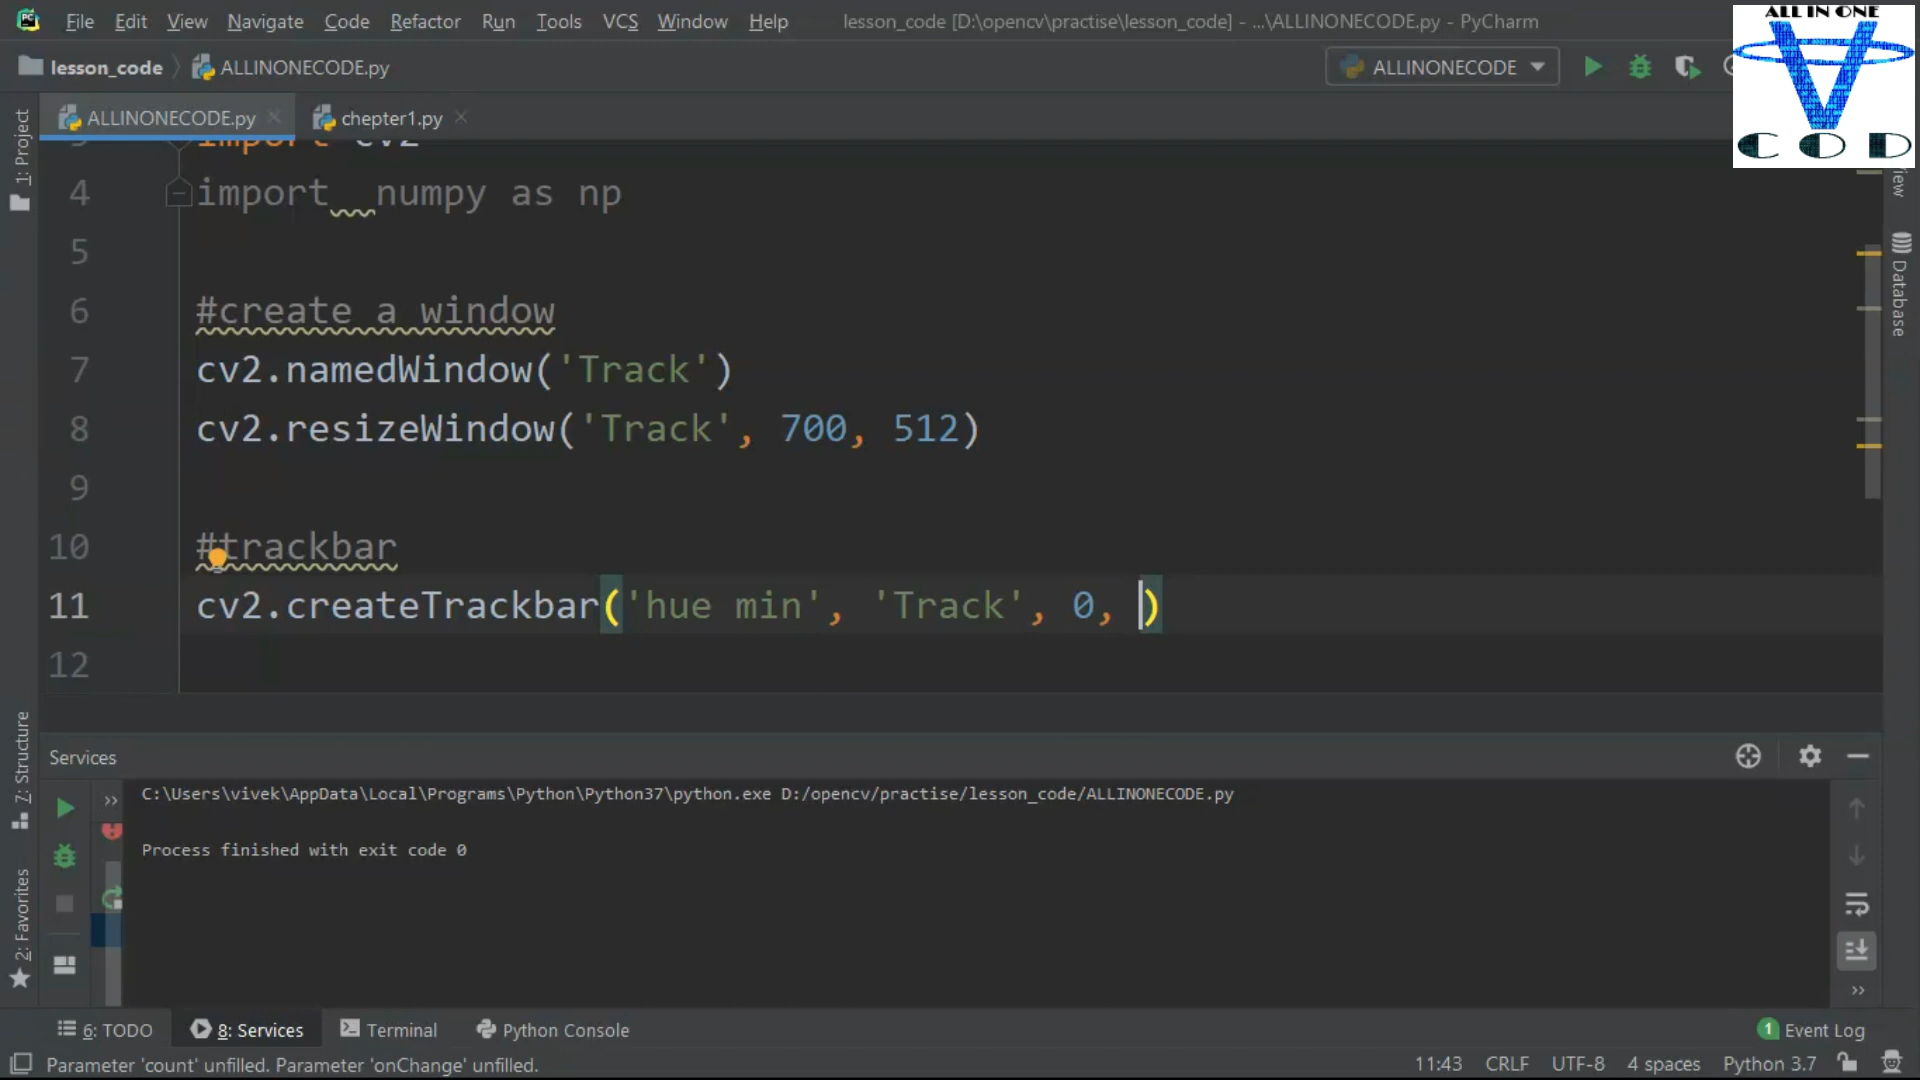 File Edit View Navigate Code Refactor Run Tools VCS Window Help lesson_code [D:\opencv\practise\lesson_code] - ...\ALLINONECODE.py - PyCharm
ALL IN ONE
COD
lesson_code ALLINONECODE.py ALLINONECODE
ALLINONECODE.py chepter1.py
1: Project
import cv2
4 import  numpy as np
5
6 #create a window
7 cv2.namedWindow('Track')
8 cv2.resizeWindow('Track', 700, 512)
9
10 #trackbar
11 cv2.createTrackbar('hue min', 'Track', 0, )
12
Database
7: Structure
2: Favorites
Services
C:\Users\vivek\AppData\Local\Programs\Python\Python37\python.exe D:/opencv/practise/lesson_code/ALLINONECODE.py
Process finished with exit code 0
6: TODO 8: Services Terminal Python Console 1 Event Log
Parameter 'count' unfilled. Parameter 'onChange' unfilled. 11:43 CRLF UTF-8 4 spaces Python 3.7